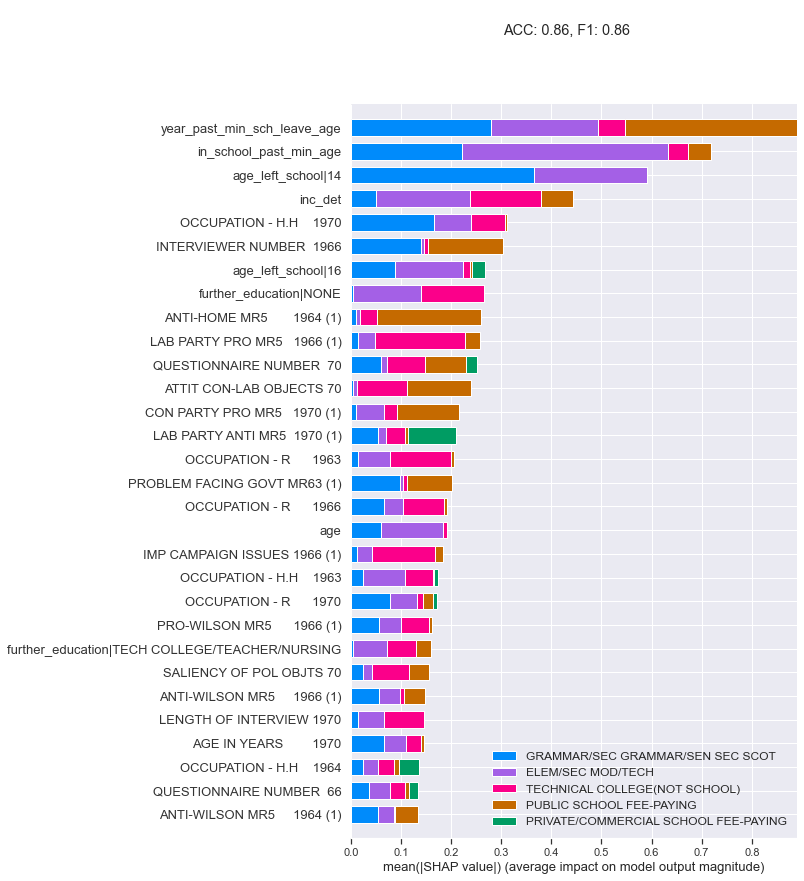 ACC: 0.86, F1: 0.86
year_past_min_sch_leave_age
in_school_past_min_age
age_left_school|14
inc_det
OCCUPATION - H.H 1970
INTERVIEWER NUMBER 1966
age_left_school|16
further_education|NONE
ANTI-HOME MR5 1964 (1)
LAB PARTY PRO MR5 1966 (1)
QUESTIONNAIRE NUMBER 70
ATTIT CON-LAB OBJECTS 70
CON PARTY PRO MR5 1970 (1)
LAB PARTY ANTI MR5 1970 (1)
OCCUPATION - R 1963
PROBLEM FACING GOVT MR63 (1)
OCCUPATION - R 1966
age
IMP CAMPAIGN ISSUES 1966 (1)
OCCUPATION - H.H 1963
OCCUPATION - R 1970
PRO-WILSON MR5 1966 (1)
further_education|TECH COLLEGE/TEACHER/NURSING
SALIENCY OF POL OBJTS 70
ANTI-WILSON MR5 1966 (1)
LENGTH OF INTERVIEW 1970
AGE IN YEARS 1970
OCCUPATION - H.H 1964
QUESTIONNAIRE NUMBER 66
ANTI-WILSON MR5 1964 (1)
GRAMMAR/SEC GRAMMAR/SEN SEC SCOT
ELEM/SEC MOD/TECH
TECHNICAL COLLEGE(NOT SCHOOL)
PUBLIC SCHOOL FEE-PAYING
PRIVATE/COMMERCIAL SCHOOL FEE-PAYING
0.0 0.1 0.2 0.3 0.4 0.5 0.6 0.7 0.8
mean(|SHAP value|) (average impact on model output magnitude)